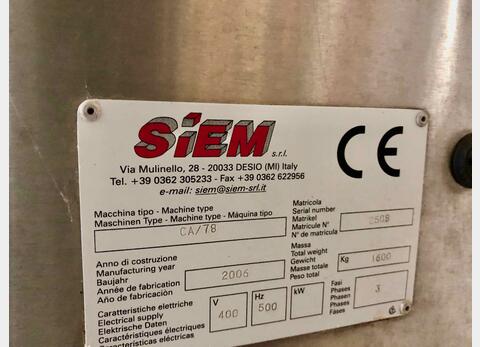 SiEM s.r.l.
Via Mulinello, 28 - 20033 DESIO (MI) Italy
Tel. +39 0362 305233 - Fax +39 0362 622956
e-mail: siem@siem-srl.it
CE
Macchina tipo - Machine type
Maschinen Type - Machine type - Máquina tipo
CA/78
Matricola
Serial number
Matrikel
Matricule N°
N° de matricula
250B
Anno di costruzione
Manufacturing year
Baujahr
Année de fabrication
Año de fabricación
2006
Massa
Total weight
Gewicht
Masse totale
Peso total
Kg
1600
Caratteristiche elettriche
Electrical supply
Elektrische Daten
Caractéristiques électriques
Características eléctricas
V
400
Hz
500
kW
Fasi
Phases
Phasen
Phases
Fáses
3